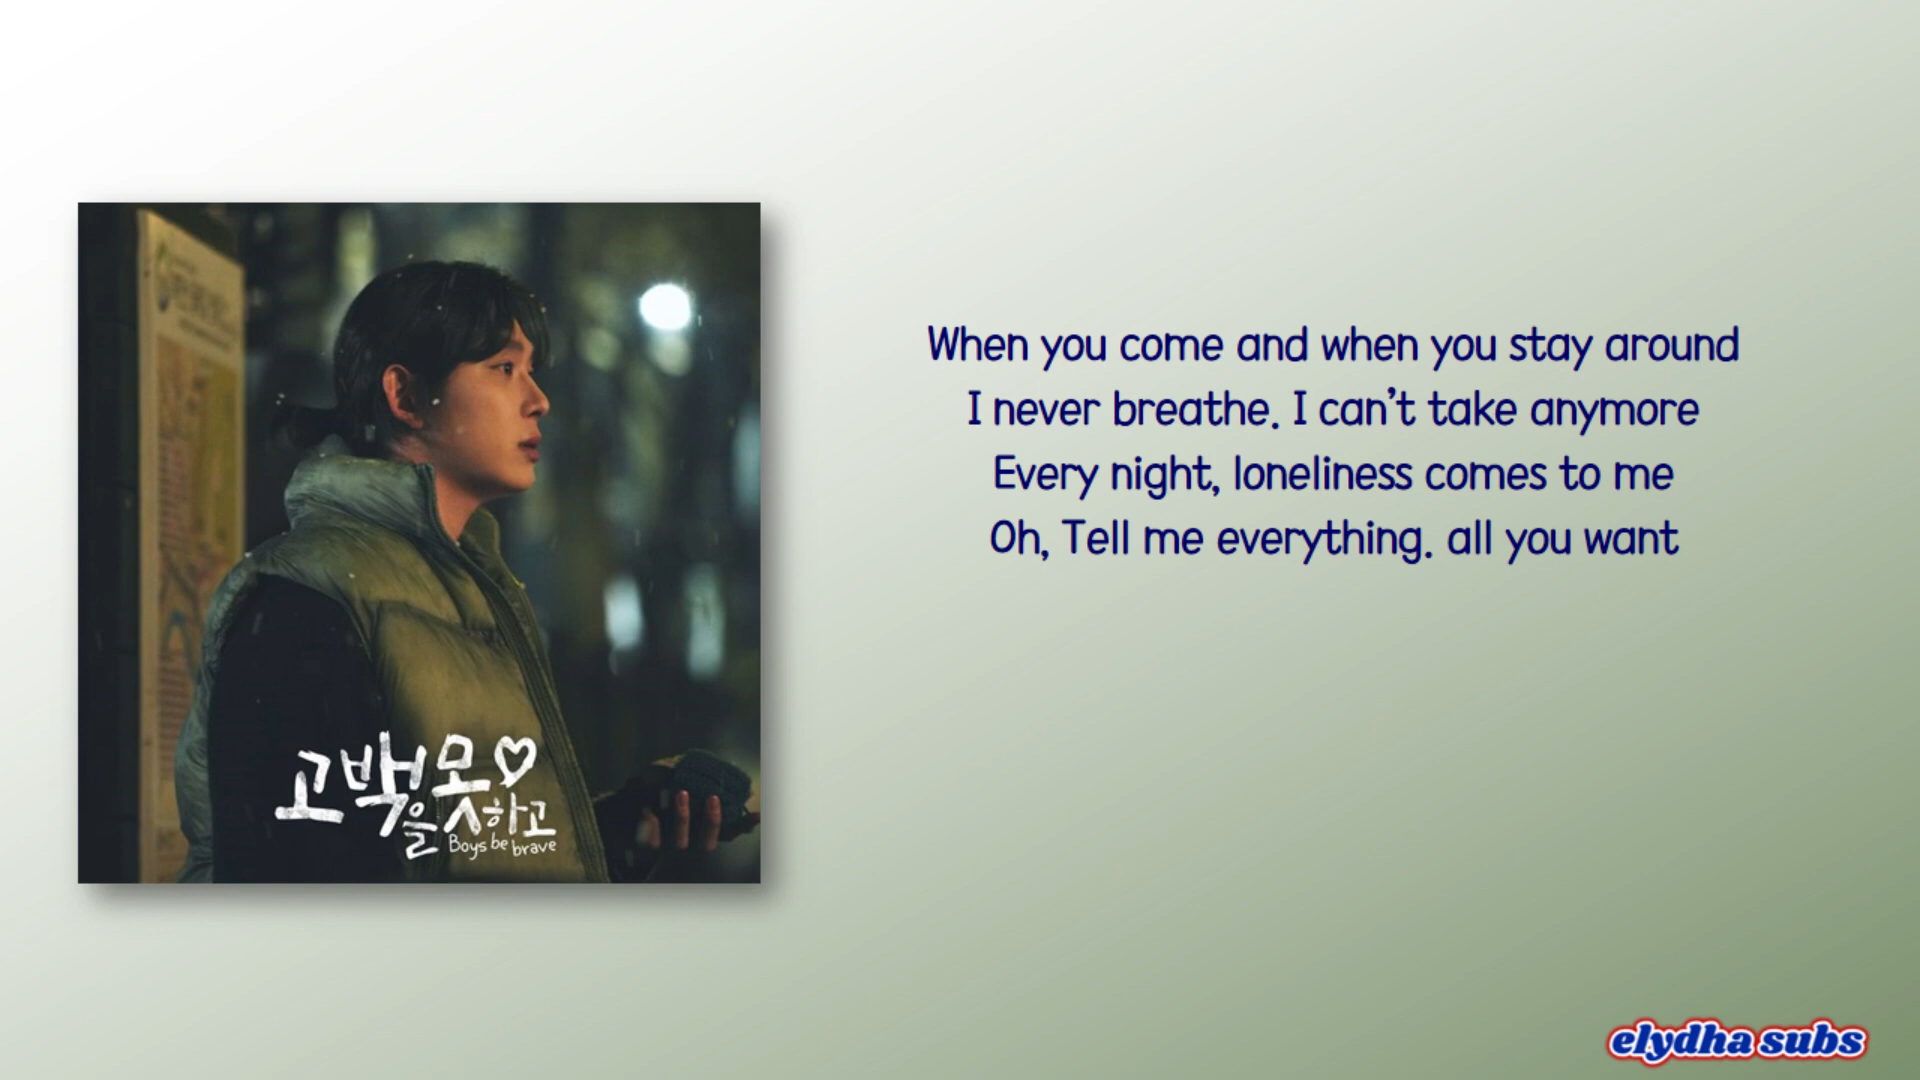 고백을 못하고
Boys be brave
When you come and when you stay around
I never breathe. I can't take anymore
Every night, loneliness comes to me
Oh, Tell me everything. all you want
elydha subs